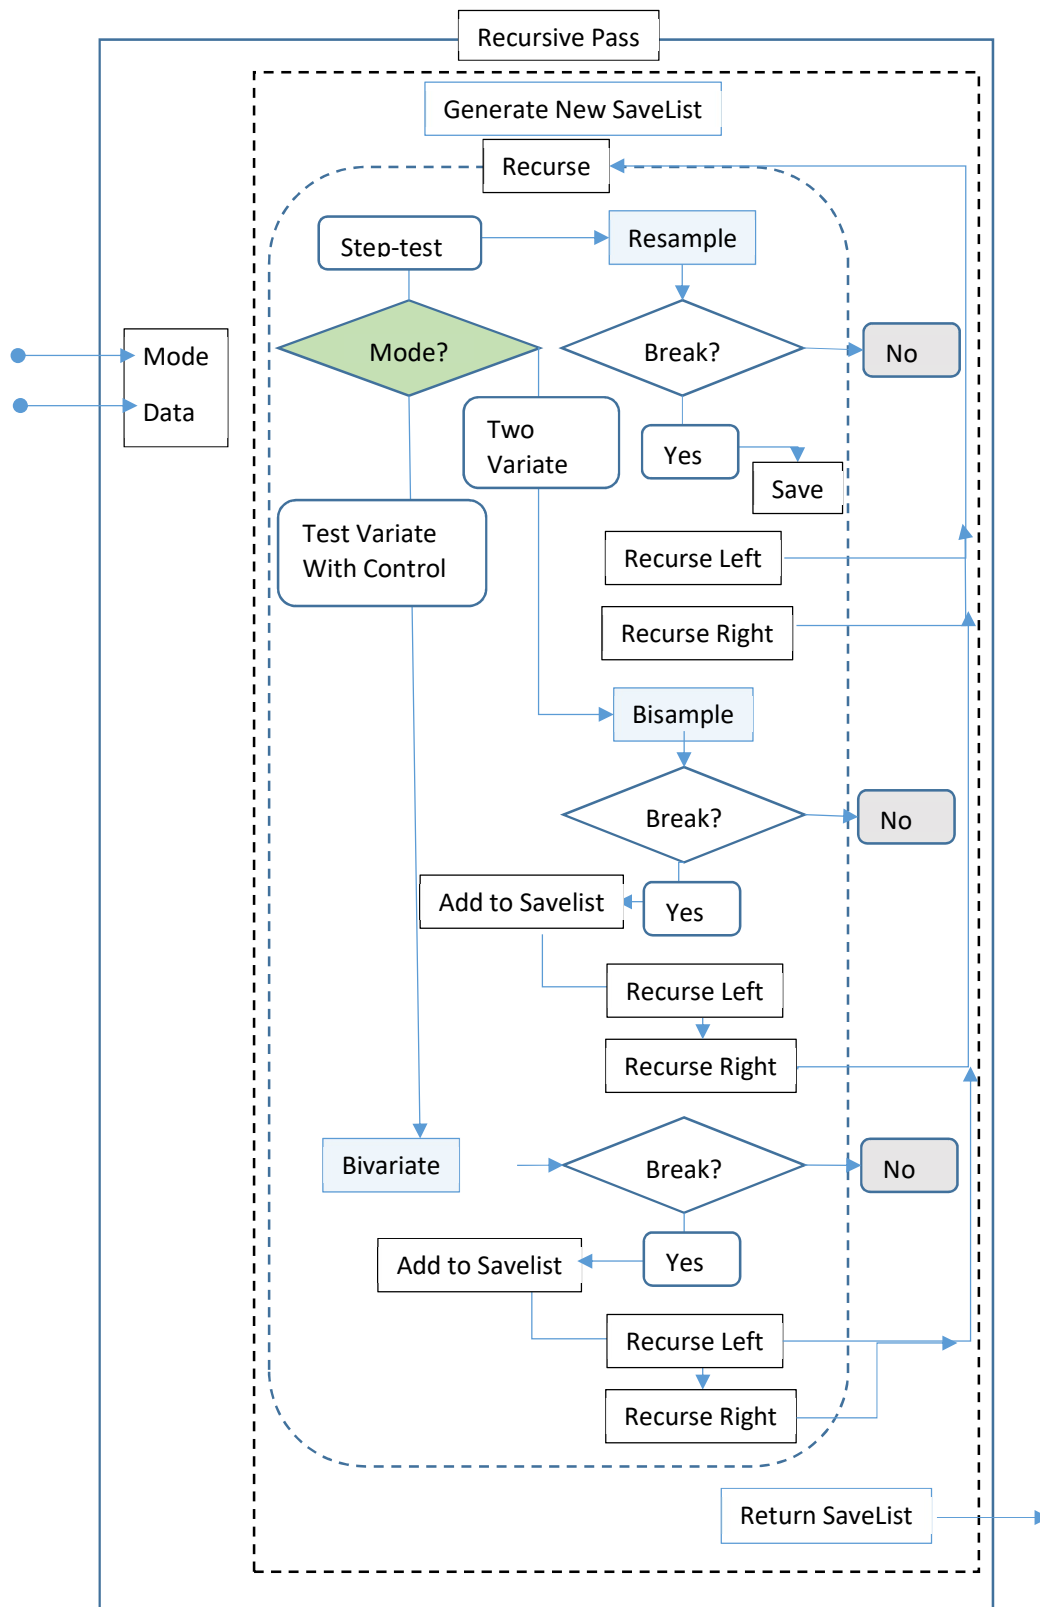 Recursive Pass
Generate New SaveList
Recurse
Step-test
Resample
Mode?
Break?
No
Mode
Data
Two
Variate
Yes
Save
Test Variate
With Control
Recurse Left
Recurse Right
Bisample
Break?
No
Add to Savelist
Yes
Recurse Left
Recurse Right
Bivariate
Break?
No
Add to Savelist
Yes
Recurse Left
Recurse Right
Return SaveList